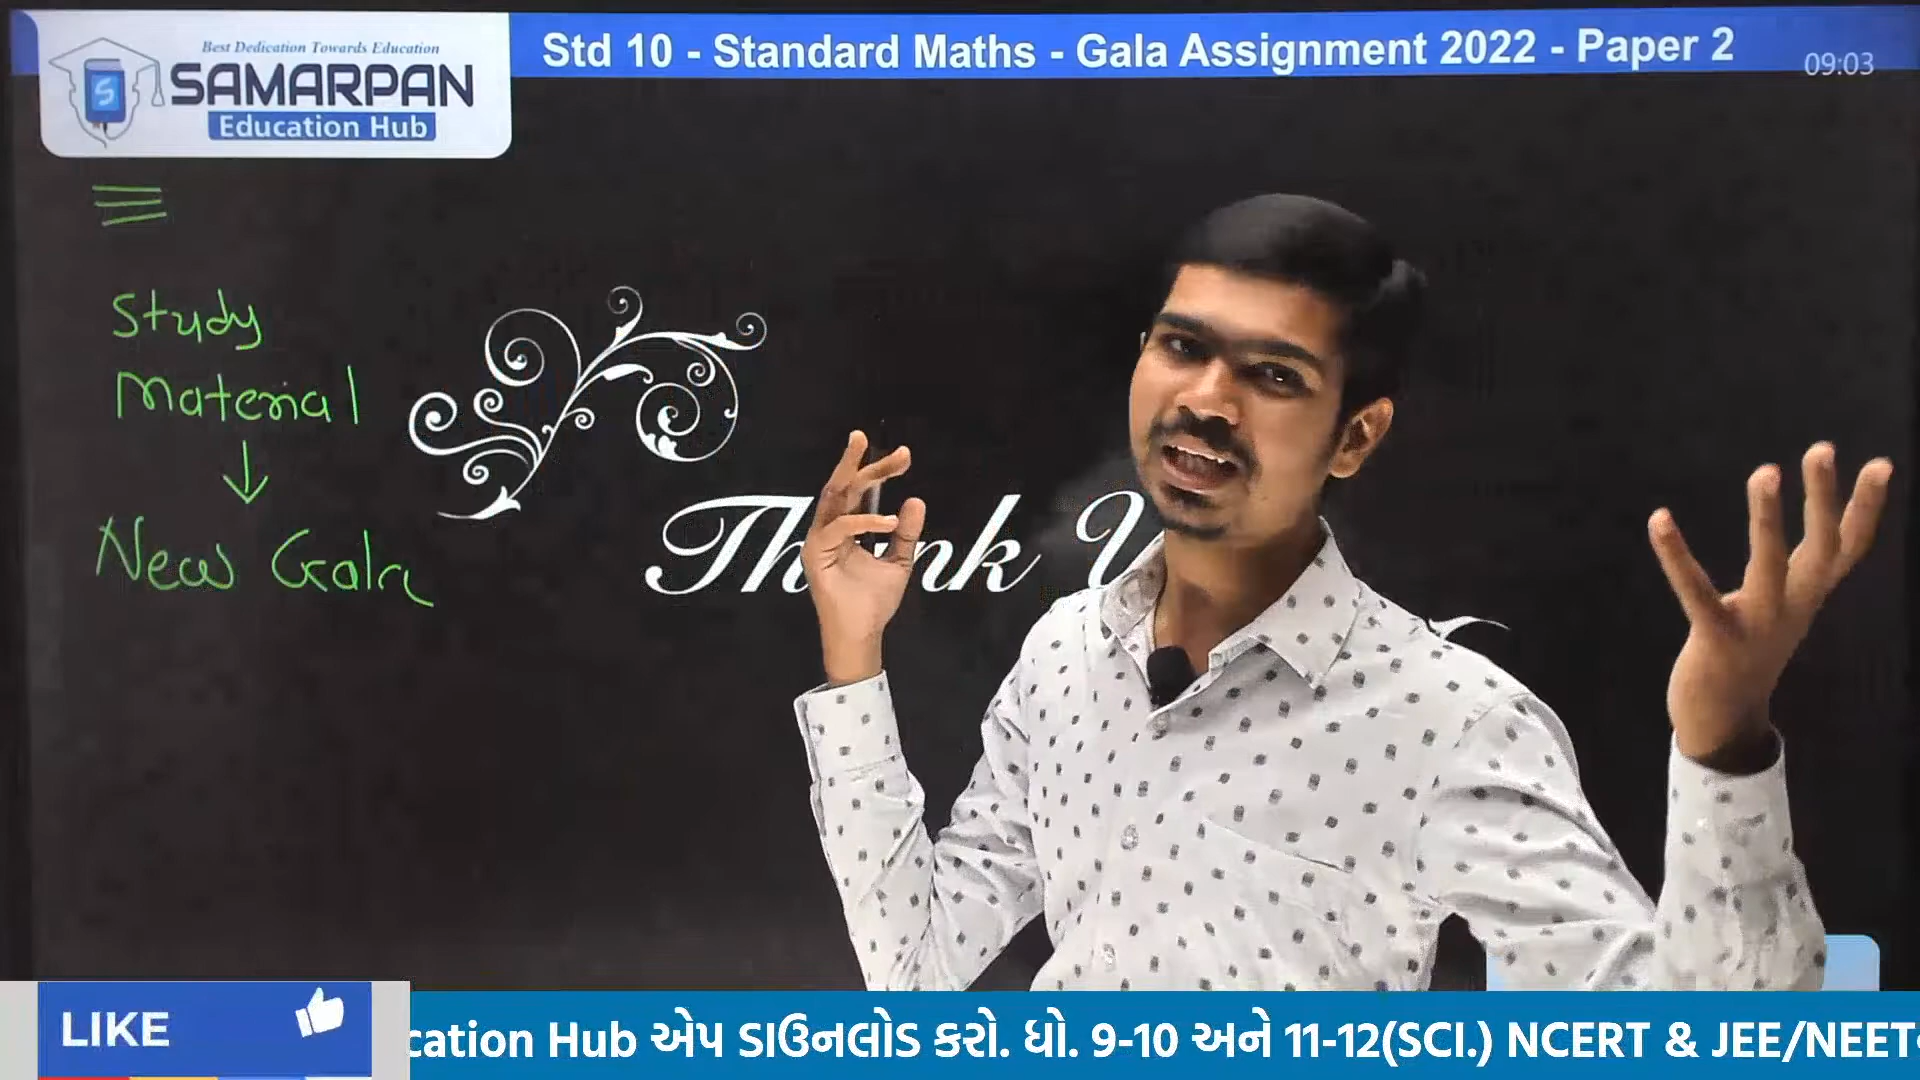 Best Dedication Towards Education
SAMARPAN
Education Hub
Std 10 - Standard Maths - Gala Assignment 2022 - Paper 2
09:03
Study
Material
New Gala
Thank
LIKE
cation Hub એપ ડાઉનલોડ કરો. ધો. 9-10 અને 11-12(SCI.) NCERT & JEE/NEET